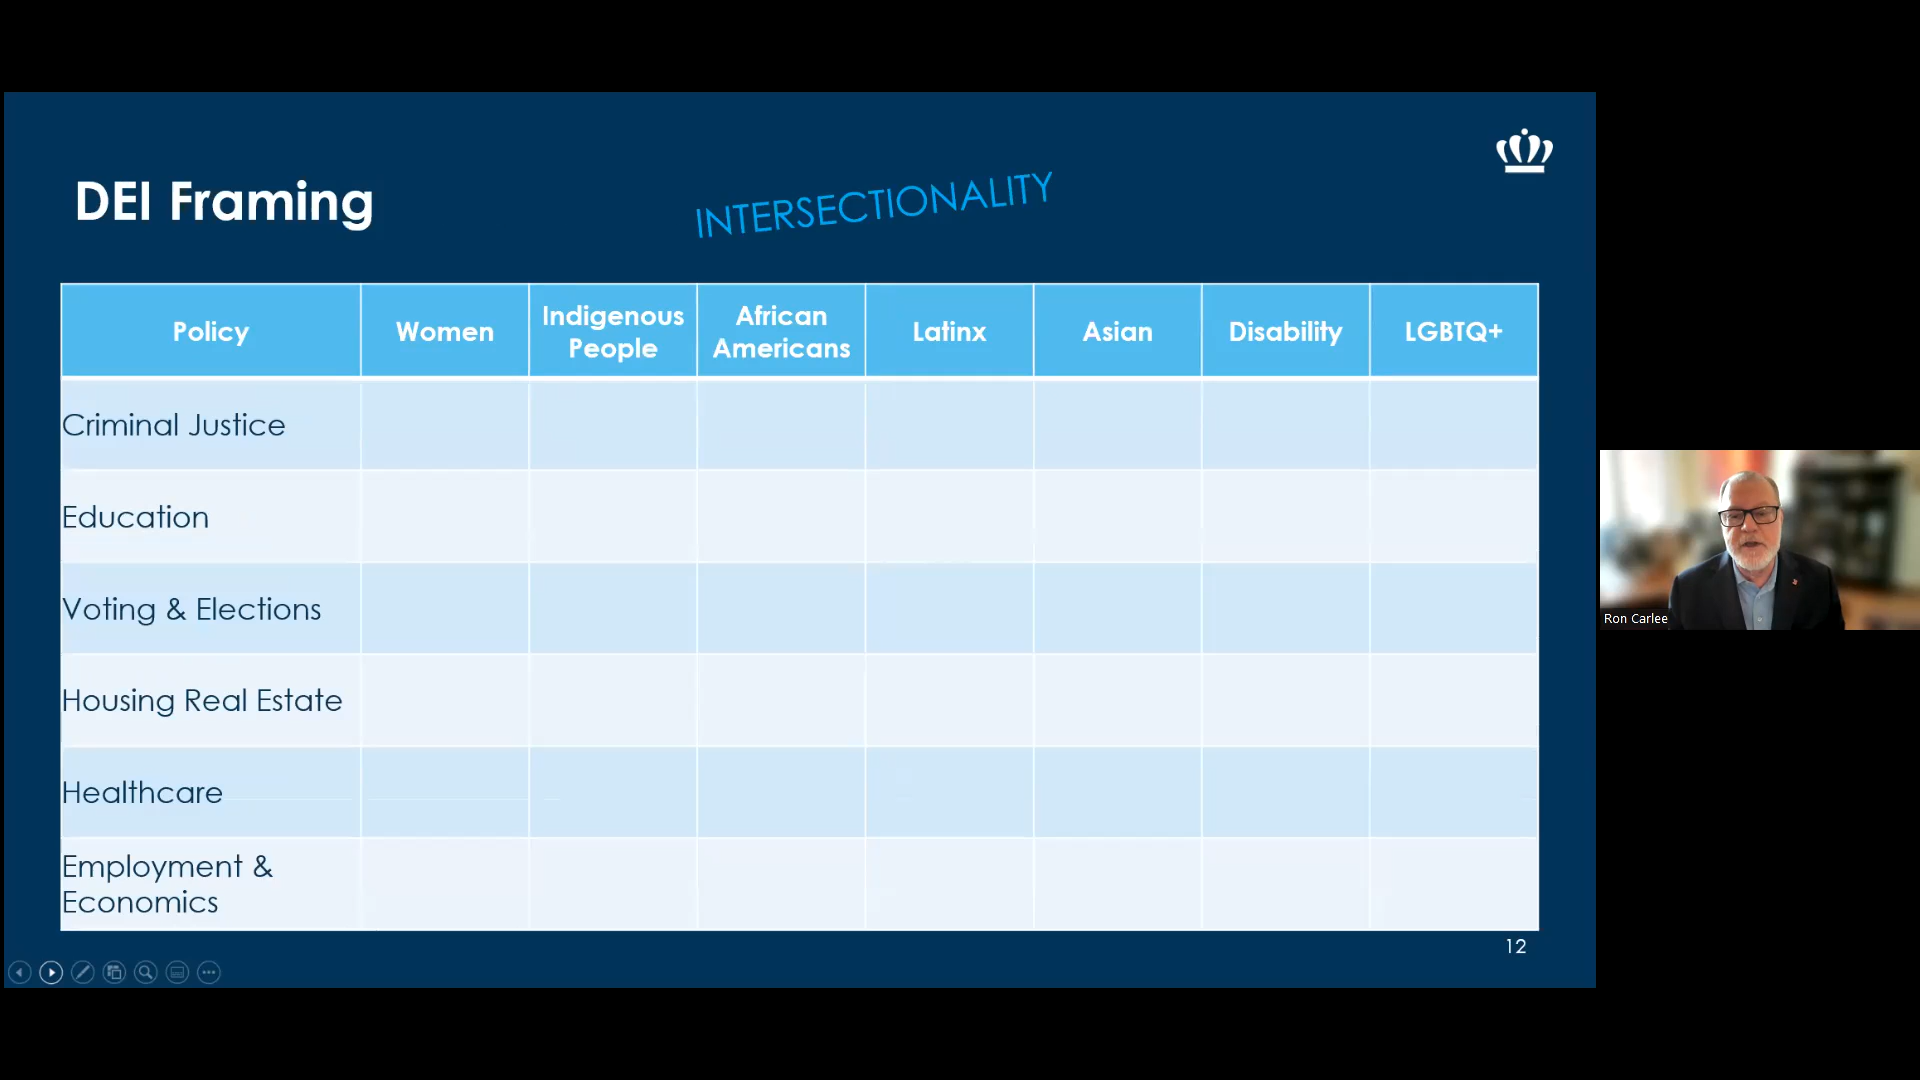 DEI Framing
INTERSECTIONALITY
Policy
Women
Indigenous
People
African
Americans
Latinx
Asian
Disability
LGBTQ+
Criminal Justice
Education
Voting & Elections
Housing Real Estate
Healthcare
Employment &
Economics
12
Ron Carlee